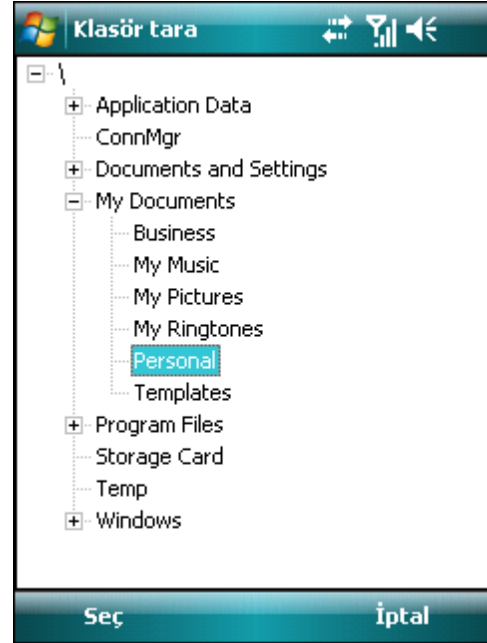 Klasör tara
\
Application Data
ConnMgr
Documents and Settings
My Documents
Business
My Music
My Pictures
My Ringtones
Personal
Templates
Program Files
Storage Card
Temp
Windows
Seç İptal